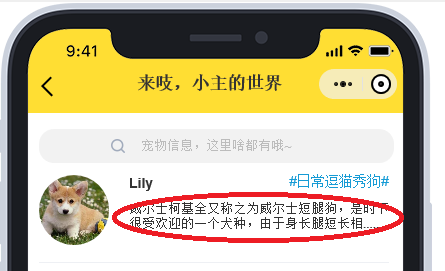 9:41
来吱，小主的世界
宠物信息，这里啥都有哦~
Lily
#日常逗猫秀狗#
威尔士柯基全又称之为威尔士短腿狗，是时下
很受欢迎的一个犬种，由于身长腿短长相.....